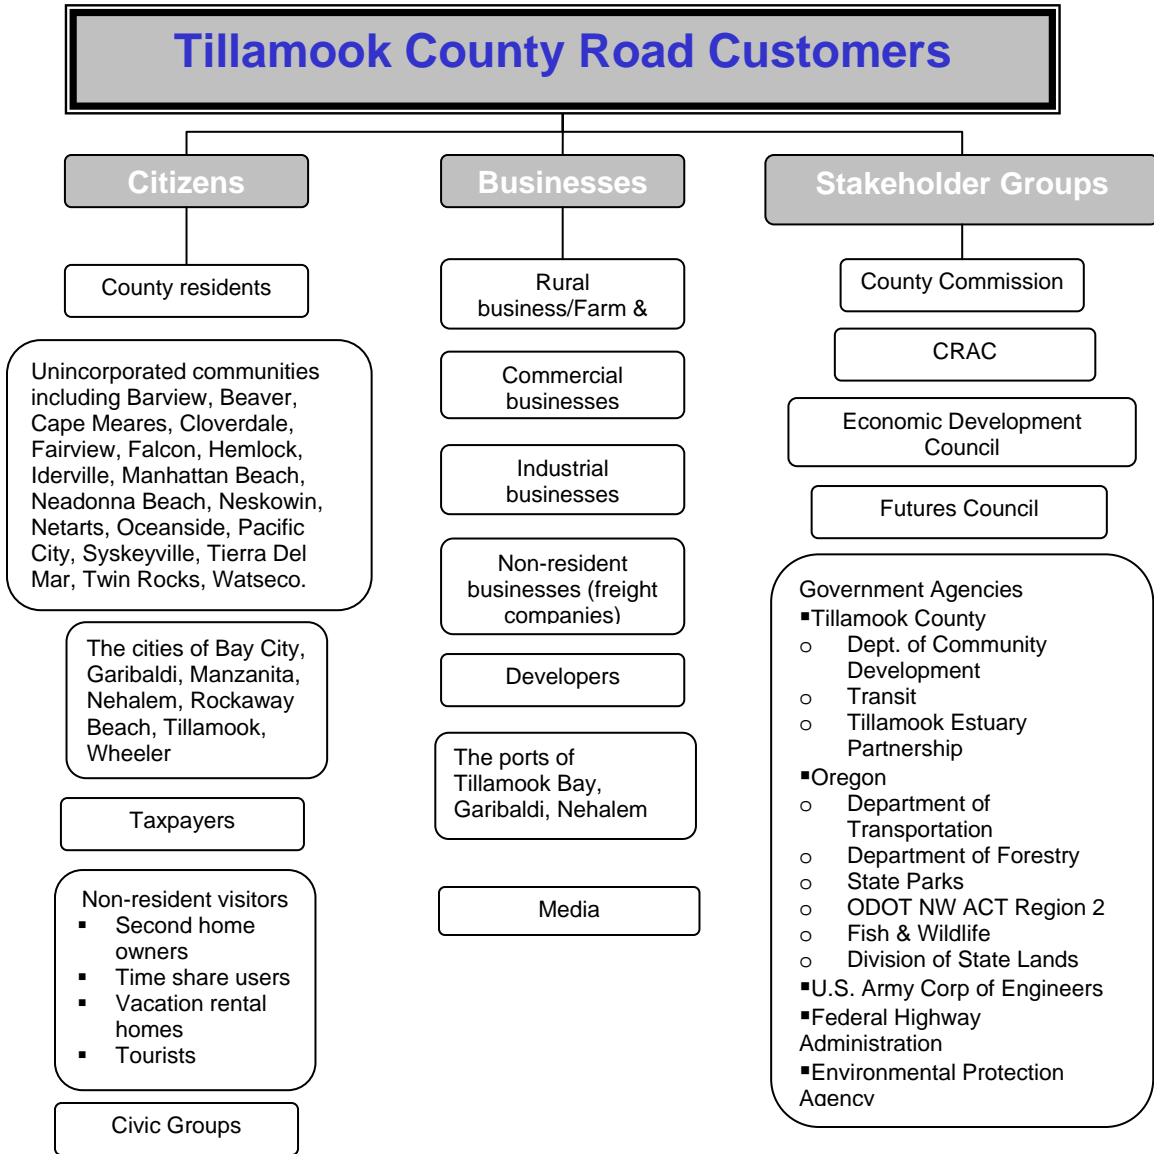 Tillamook County Road Customers
Citizens
County residents
Unincorporated communities
including Barview, Beaver,
Cape Meares, Cloverdale,
Fairview, Falcon, Hemlock,
Iderville, Manhattan Beach,
Neadonna Beach, Neskowin,
Netarts, Oceanside, Pacific
City, Syskeyville, Tierra Del
Mar, Twin Rocks, Watseco.
The cities of Bay City,
Garibaldi, Manzanita,
Nehalem, Rockaway
Beach, Tillamook,
Wheeler
Taxpayers
Non-resident visitors
▪ Second home
owners
▪ Time share users
▪ Vacation rental
homes
▪ Tourists
Civic Groups
Businesses
Rural
business/Farm &
Commercial
businesses
Industrial
businesses
Non-resident
businesses (freight
companies)
Developers
The ports of
Tillamook Bay,
Garibaldi, Nehalem
Media
Stakeholder Groups
County Commission
CRAC
Economic Development
Council
Futures Council
Government Agencies
▪Tillamook County
o Dept. of Community
Development
o Transit
o Tillamook Estuary
Partnership
▪Oregon
o Department of
Transportation
o Department of Forestry
o State Parks
o ODOT NW ACT Region 2
o Fish & Wildlife
o Division of State Lands
▪U.S. Army Corp of Engineers
▪Federal Highway
Administration
▪Environmental Protection
Agency